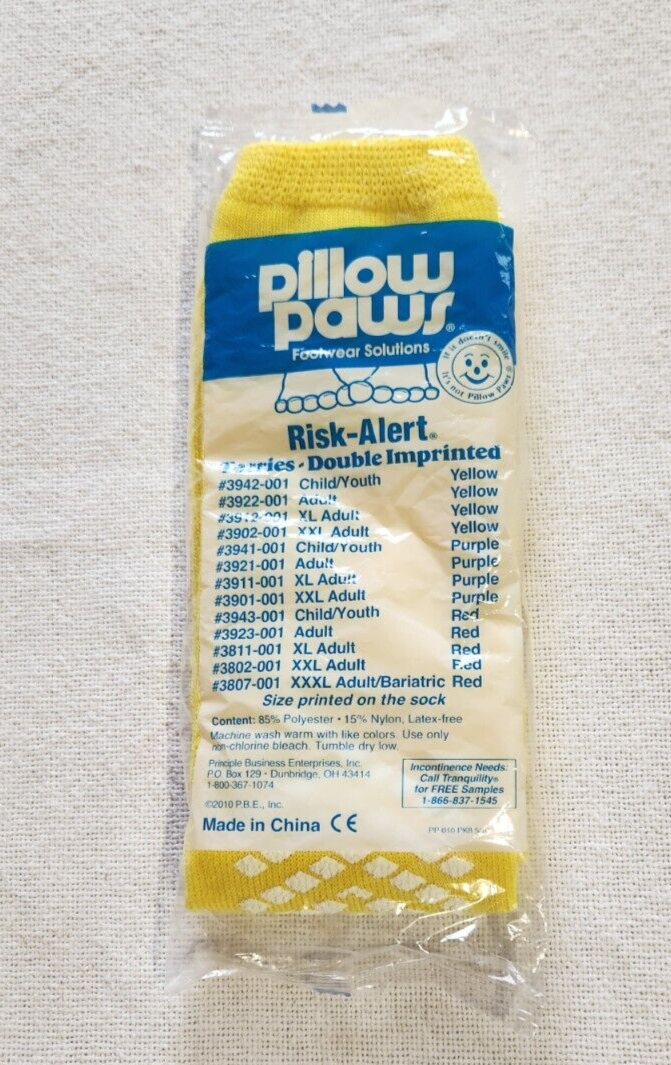 pillow
paws®
Footwear Solutions
If it doesn't smile
it's not Pillow Paws®
Risk-Alert®
Terries - Double Imprinted
#3942-001 Child/Youth Yellow
#3922-001 Adult Yellow
#3912-001 XL Adult Yellow
#3902-001 XXL Adult Yellow
#3941-001 Child/Youth Purple
#3921-001 Adult Purple
#3911-001 XL Adult Purple
#3901-001 XXL Adult Purple
#3943-001 Child/Youth Red
#3923-001 Adult Red
#3811-001 XL Adult Red
#3802-001 XXL Adult Red
#3807-001 XXXL Adult/Bariatric Red
Size printed on the sock
Content: 85% Polyester • 15% Nylon, Latex-free
Machine wash warm with like colors. Use only
non-chlorine bleach. Tumble dry low.
Principle Business Enterprises, Inc.
P.O. Box 129 • Dunbridge, OH 43414
1-800-367-1074
Incontinence Needs:
Call Tranquility®
for FREE Samples
1-866-837-1545
©2010 P.B.E., Inc.
Made in China CE